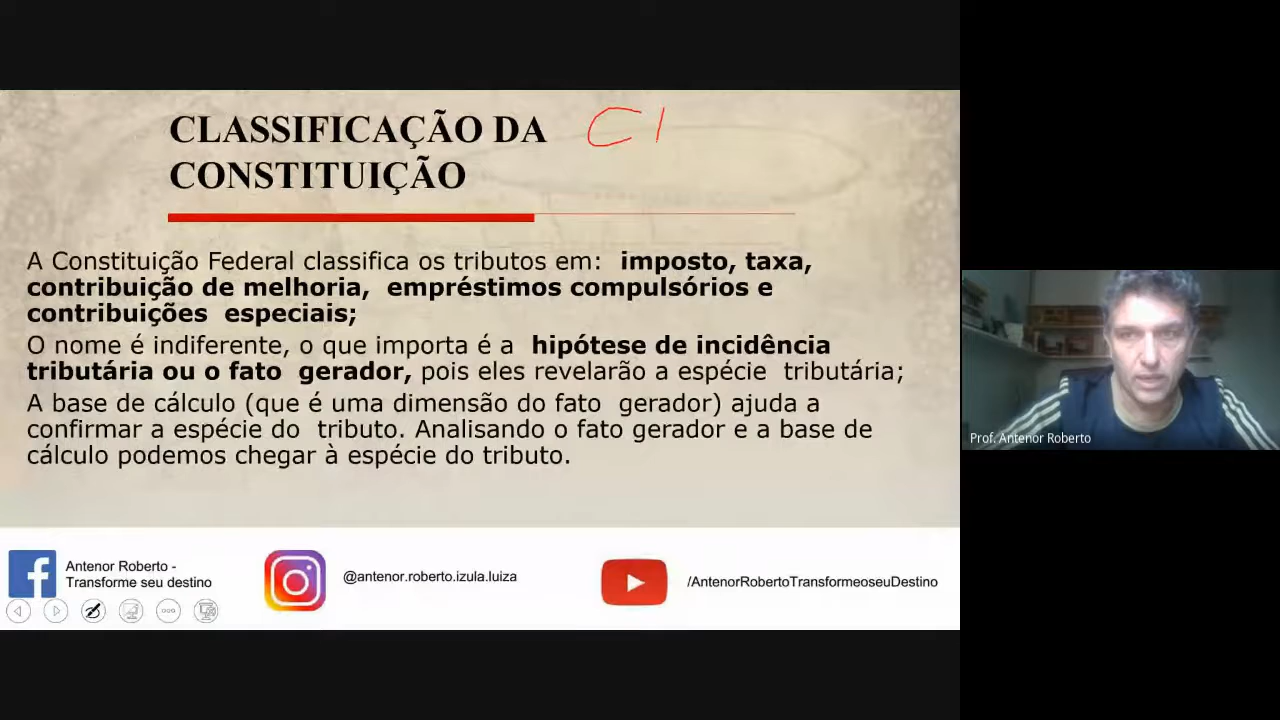 CLASSIFICAÇÃO DA
CONSTITUIÇÃO
A Constituição Federal classifica os tributos em: imposto, taxa,
contribuição de melhoria, empréstimos compulsórios e
contribuições especiais;
O nome é indiferente, o que importa é a hipótese de incidência
tributária ou o fato gerador, pois eles revelarão a espécie tributária;
A base de cálculo (que é uma dimensão do fato gerador) ajuda a
confirmar a espécie do tributo. Analisando o fato gerador e a base de
cálculo podemos chegar à espécie do tributo.
Antenor Roberto -
Transforme seu destino
@antenor.roberto.izula.luiza
/AntenorRobertoTransformeoseuDestino
Prof. Antenor Roberto